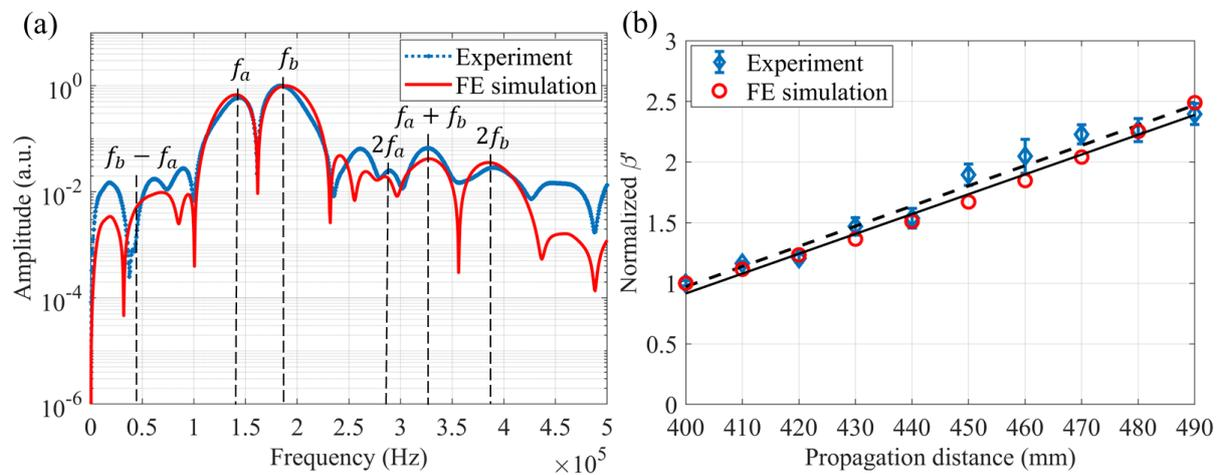 (a)
Experiment
FE simulation
f_a
f_b
f_a + f_b
2f_a
2f_b
f_b − f_a
10^0
10^-2
10^-4
10^-6
Amplitude (a.u.)
0 0.5 1 1.5 2 2.5 3 3.5 4 4.5 5
Frequency (Hz)
×10^5
(b)
Experiment
FE simulation
3
2.5
2
1.5
1
0.5
0
Normalized β'
400 410 420 430 440 450 460 470 480 490
Propagation distance (mm)